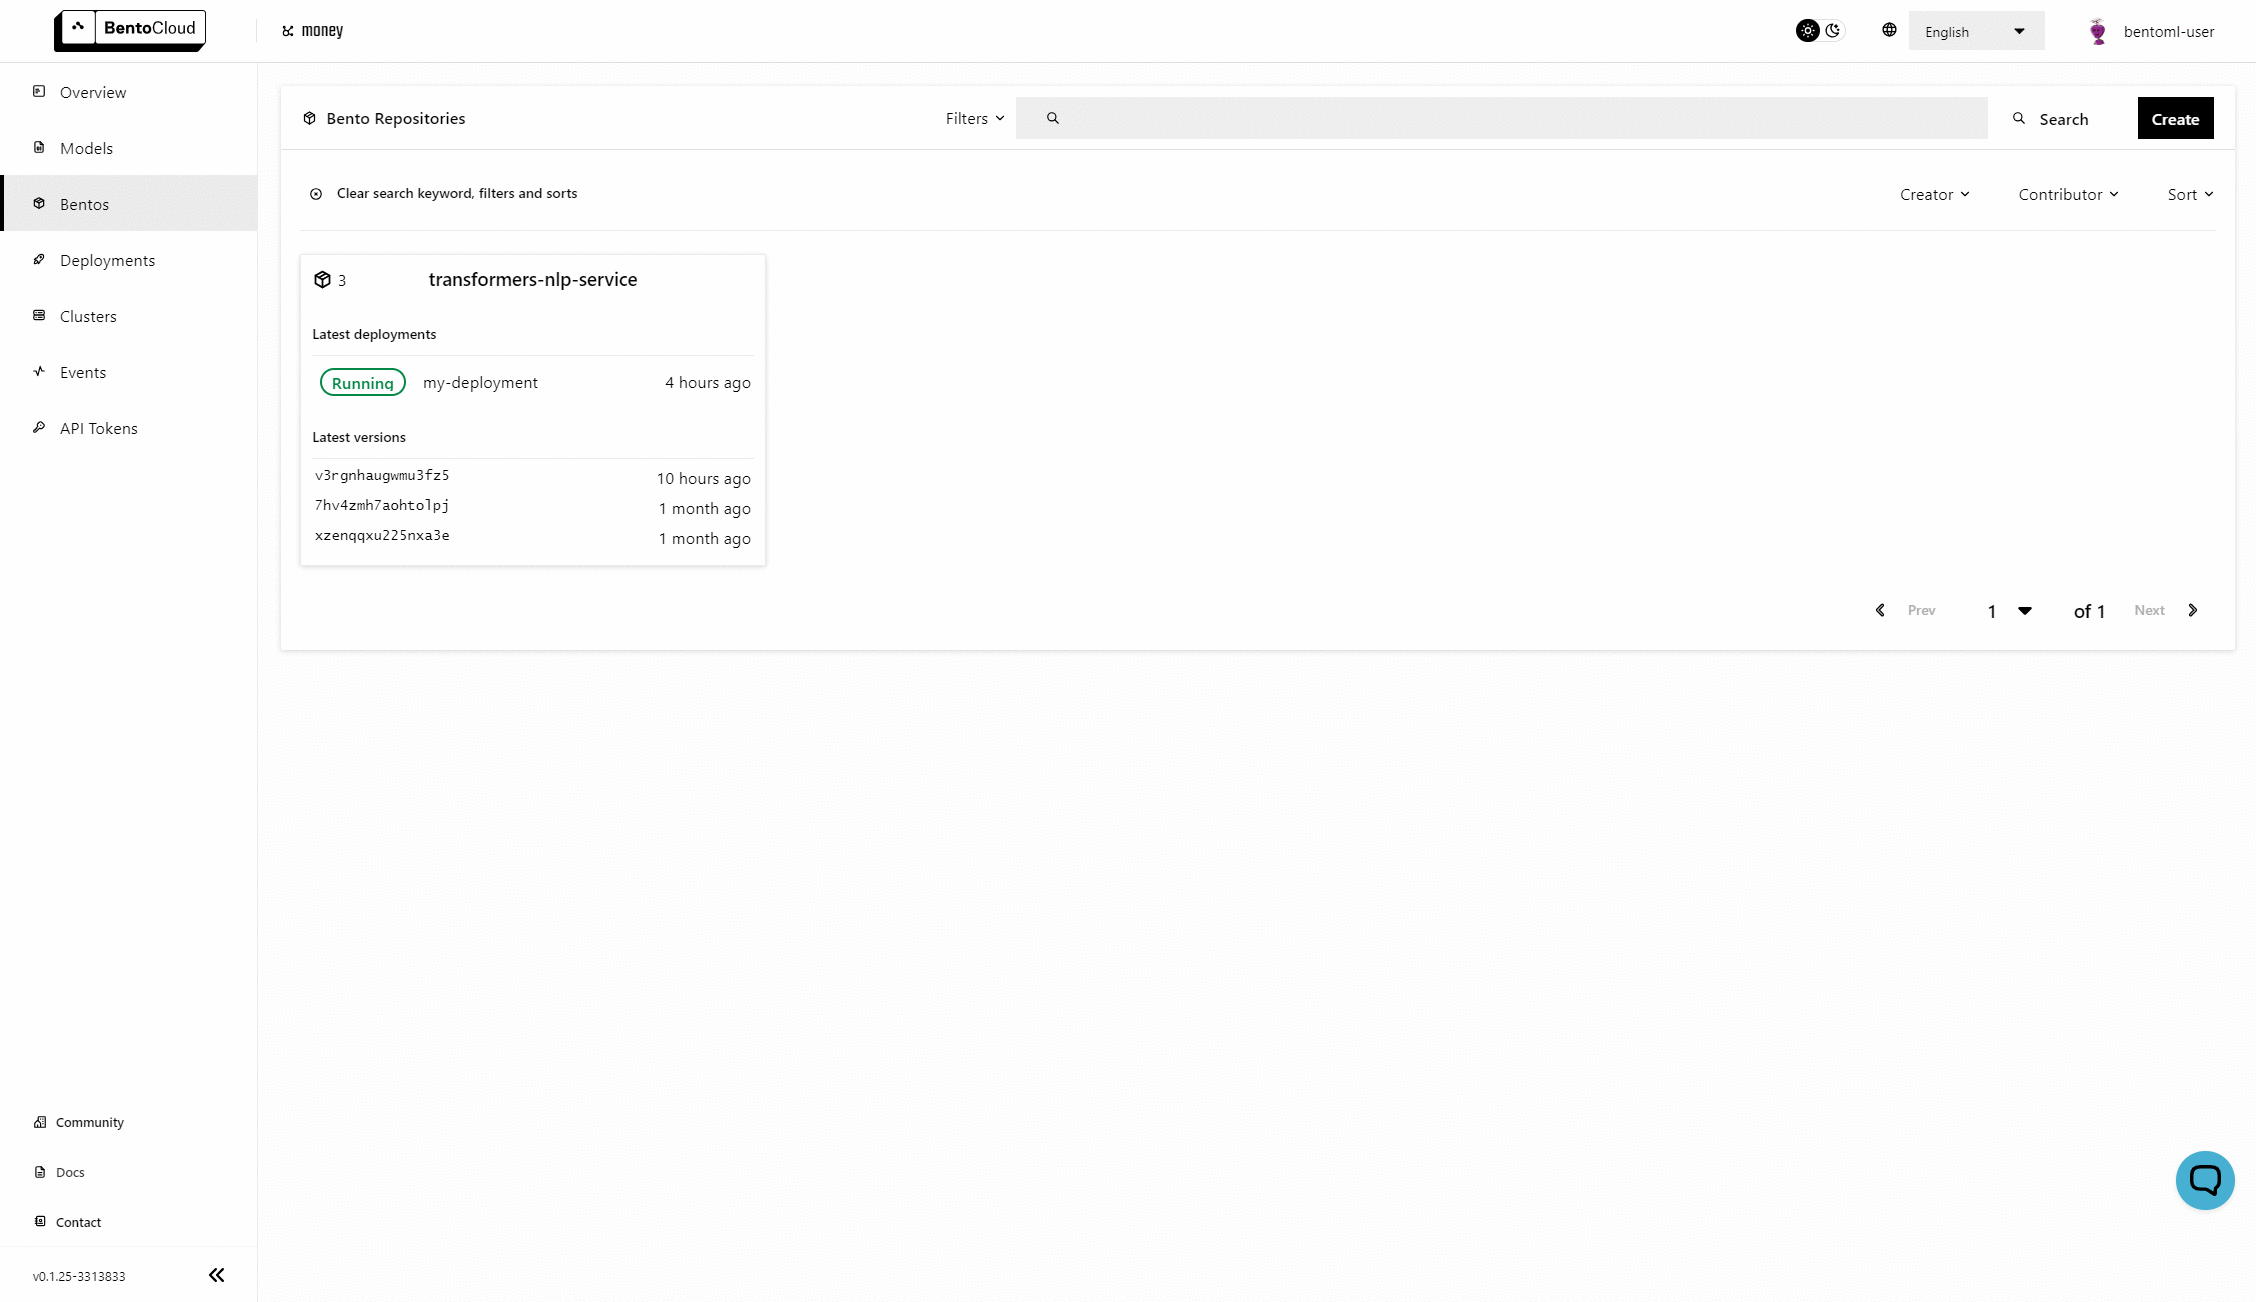 BentoCloud
money
English
bentoml-user
Overview
Models
Bentos
Deployments
Clusters
Events
API Tokens
Bento Repositories
Filters
Search
Create
Clear search keyword, filters and sorts
Creator
Contributor
Sort
3
transformers-nlp-service
Latest deployments
Running my-deployment 4 hours ago
Latest versions
v3rgnhaugwmu3fz5 10 hours ago
7hv4zmh7aohtolpj 1 month ago
xzenqqxu225nxa3e 1 month ago
Prev 1 of 1 Next
Community
Docs
Contact
v0.1.25-3313833